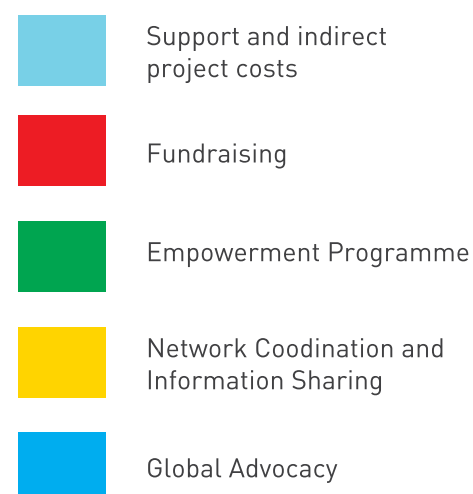 Support and indirect
project costs
Fundraising
Empowerment Programme
Network Coodination and
Information Sharing
Global Advocacy